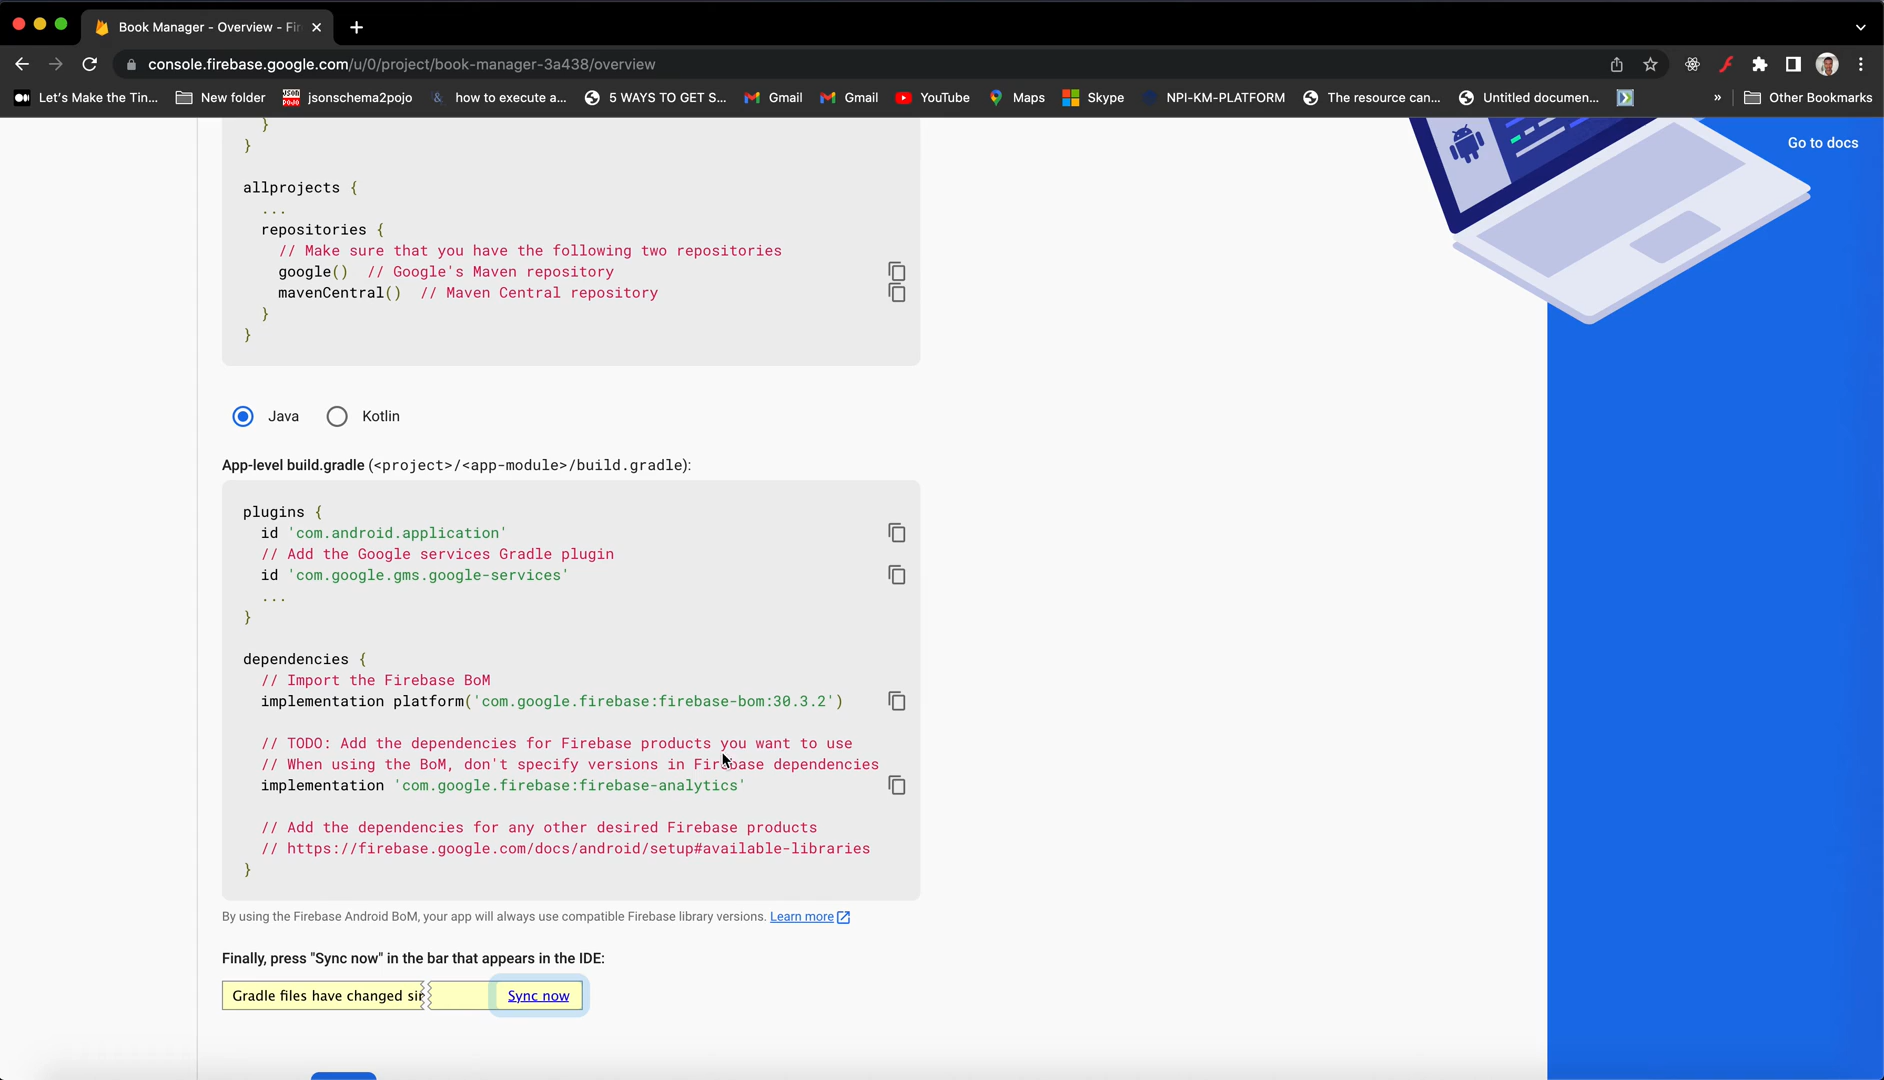 Book Manager - Overview - Fir
console.firebase.google.com/u/0/project/book-manager-3a438/overview
Let's Make the Tin...
New folder
JSON POJO
jsonschema2pojo
how to execute a...
5 WAYS TO GET S...
Gmail
Gmail
YouTube
Maps
Skype
NPI-KM-PLATFORM
The resource can...
Untitled documen...
»
Other Bookmarks
Go to docs
}
}
allprojects {
...
repositories {
// Make sure that you have the following two repositories
google()  // Google's Maven repository
mavenCentral()  // Maven Central repository
}
}
Java
Kotlin
App-level build.gradle (<project>/<app-module>/build.gradle):
plugins {
id 'com.android.application'
// Add the Google services Gradle plugin
id 'com.google.gms.google-services'
...
}
dependencies {
// Import the Firebase BoM
implementation platform('com.google.firebase:firebase-bom:30.3.2')
// TODO: Add the dependencies for Firebase products you want to use
// When using the BoM, don't specify versions in Firebase dependencies
implementation 'com.google.firebase:firebase-analytics'
// Add the dependencies for any other desired Firebase products
// https://firebase.google.com/docs/android/setup#available-libraries
}
By using the Firebase Android BoM, your app will always use compatible Firebase library versions. Learn more
Finally, press "Sync now" in the bar that appears in the IDE:
Gradle files have changed sin
Sync now